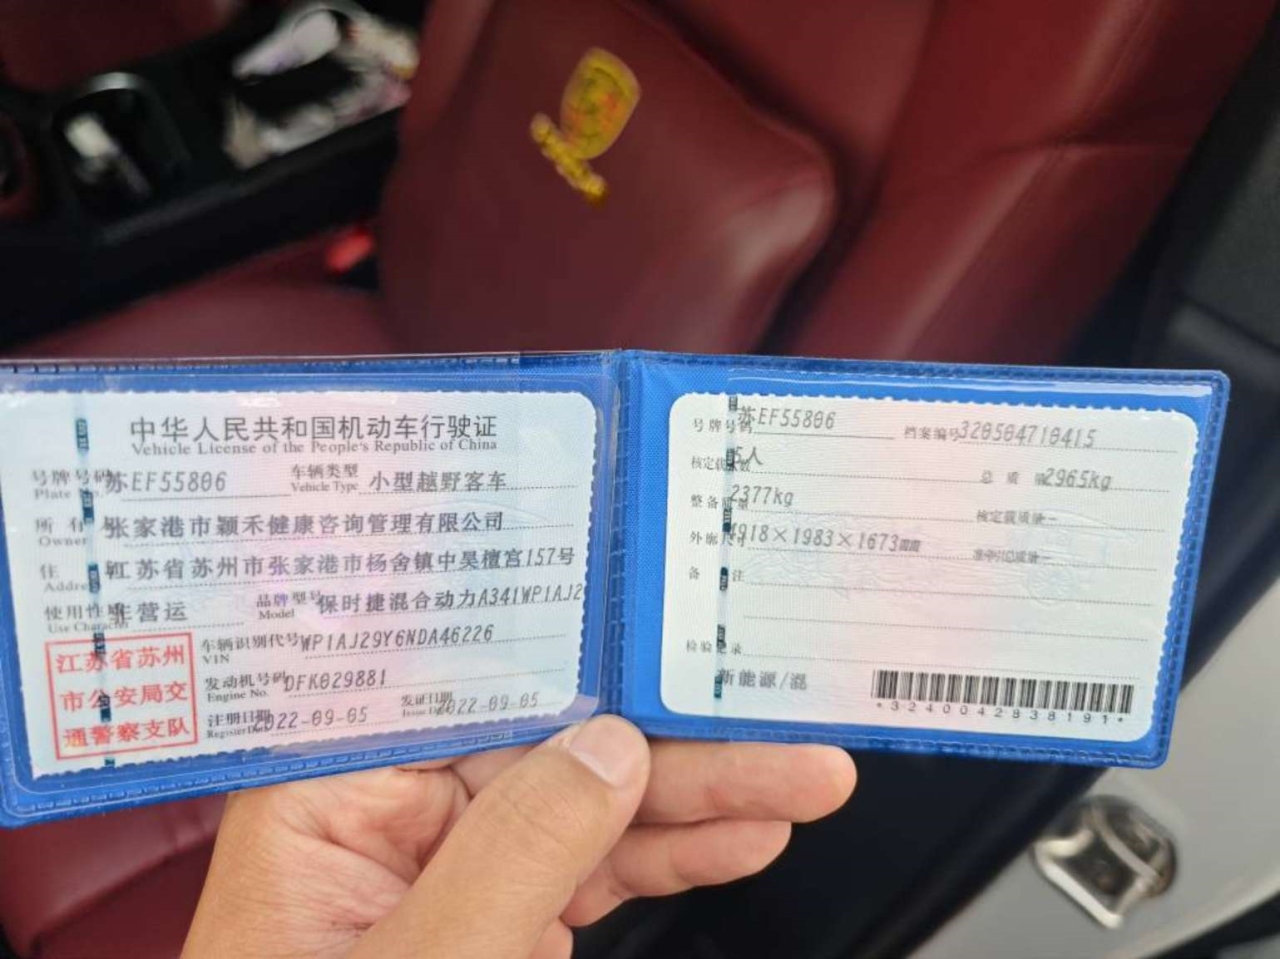 中华人民共和国机动车行驶证
Vehicle License of the People's Republic of China
号牌号码 苏EF55806 车辆类型 小型越野客车
Plate No. Vehicle Type
所有人 张家港市颖禾健康咨询管理有限公司
Owner
住 江苏省苏州市张家港市杨舍镇中昊檀宫157号
Address
使用性质 非营运 品牌型号 保时捷混合动力A341WP1AJ2
Use Character Model
江苏省苏州
市公安局交
通警察支队
车辆识别代号 WP1AJ29Y6NDA46226
VIN
发动机号码 DFK029881
Engine No.
注册日期 2022-09-05 发证日期 2022-09-05
Register Date Issue Date
号牌号码 苏EF55806 档案编号 320504710415
核定载人数 5人 总质量 2965kg
整备质量 2377kg 核定载质量 --
外廓尺寸 4918×1983×1673mm 准牵引总质量 --
备注
检验记录
新能源/混
*3240042938191*